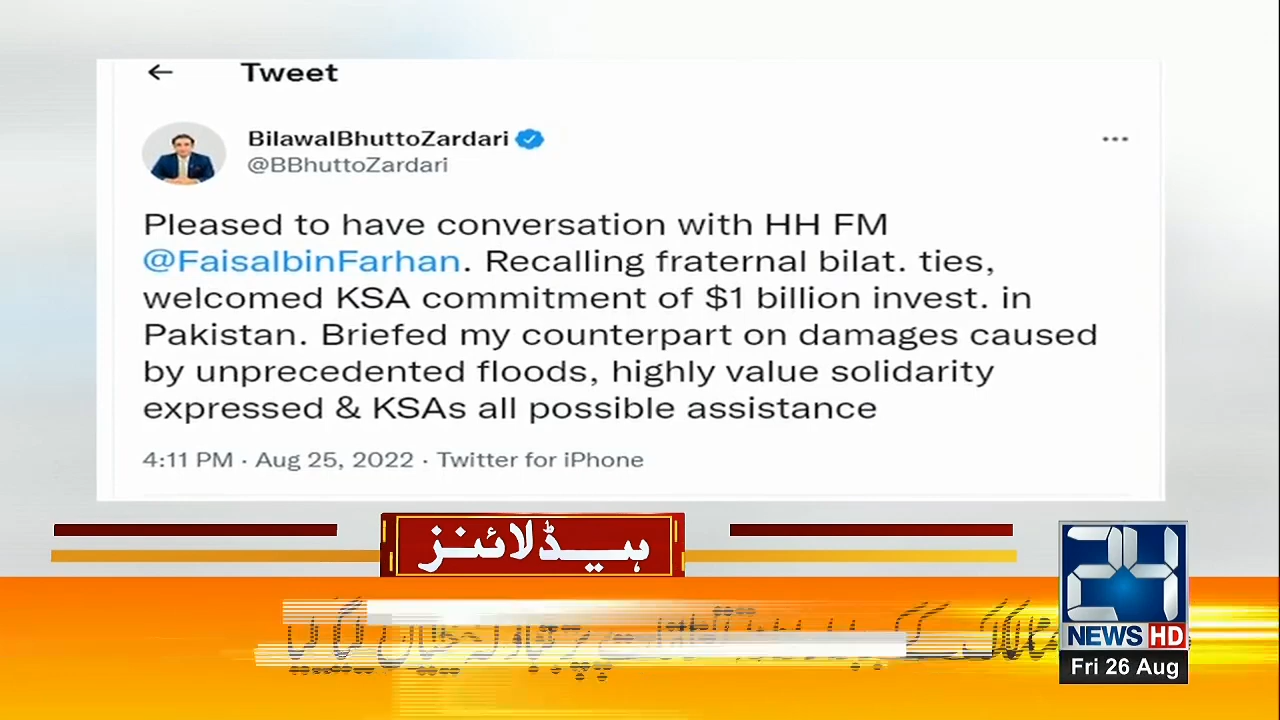 Tweet
BilawalBhuttoZardari
@BBhuttoZardari
Pleased to have conversation with HH FM
@FaisalbinFarhan. Recalling fraternal bilat. ties,
welcomed KSA commitment of $1 billion invest. in
Pakistan. Briefed my counterpart on damages caused
by unprecedented floods, highly value solidarity
expressed & KSAs all possible assistance
4:11 PM · Aug 25, 2022 · Twitter for iPhone
ہیڈلائنز
24
NEWS HD
Fri 26 Aug